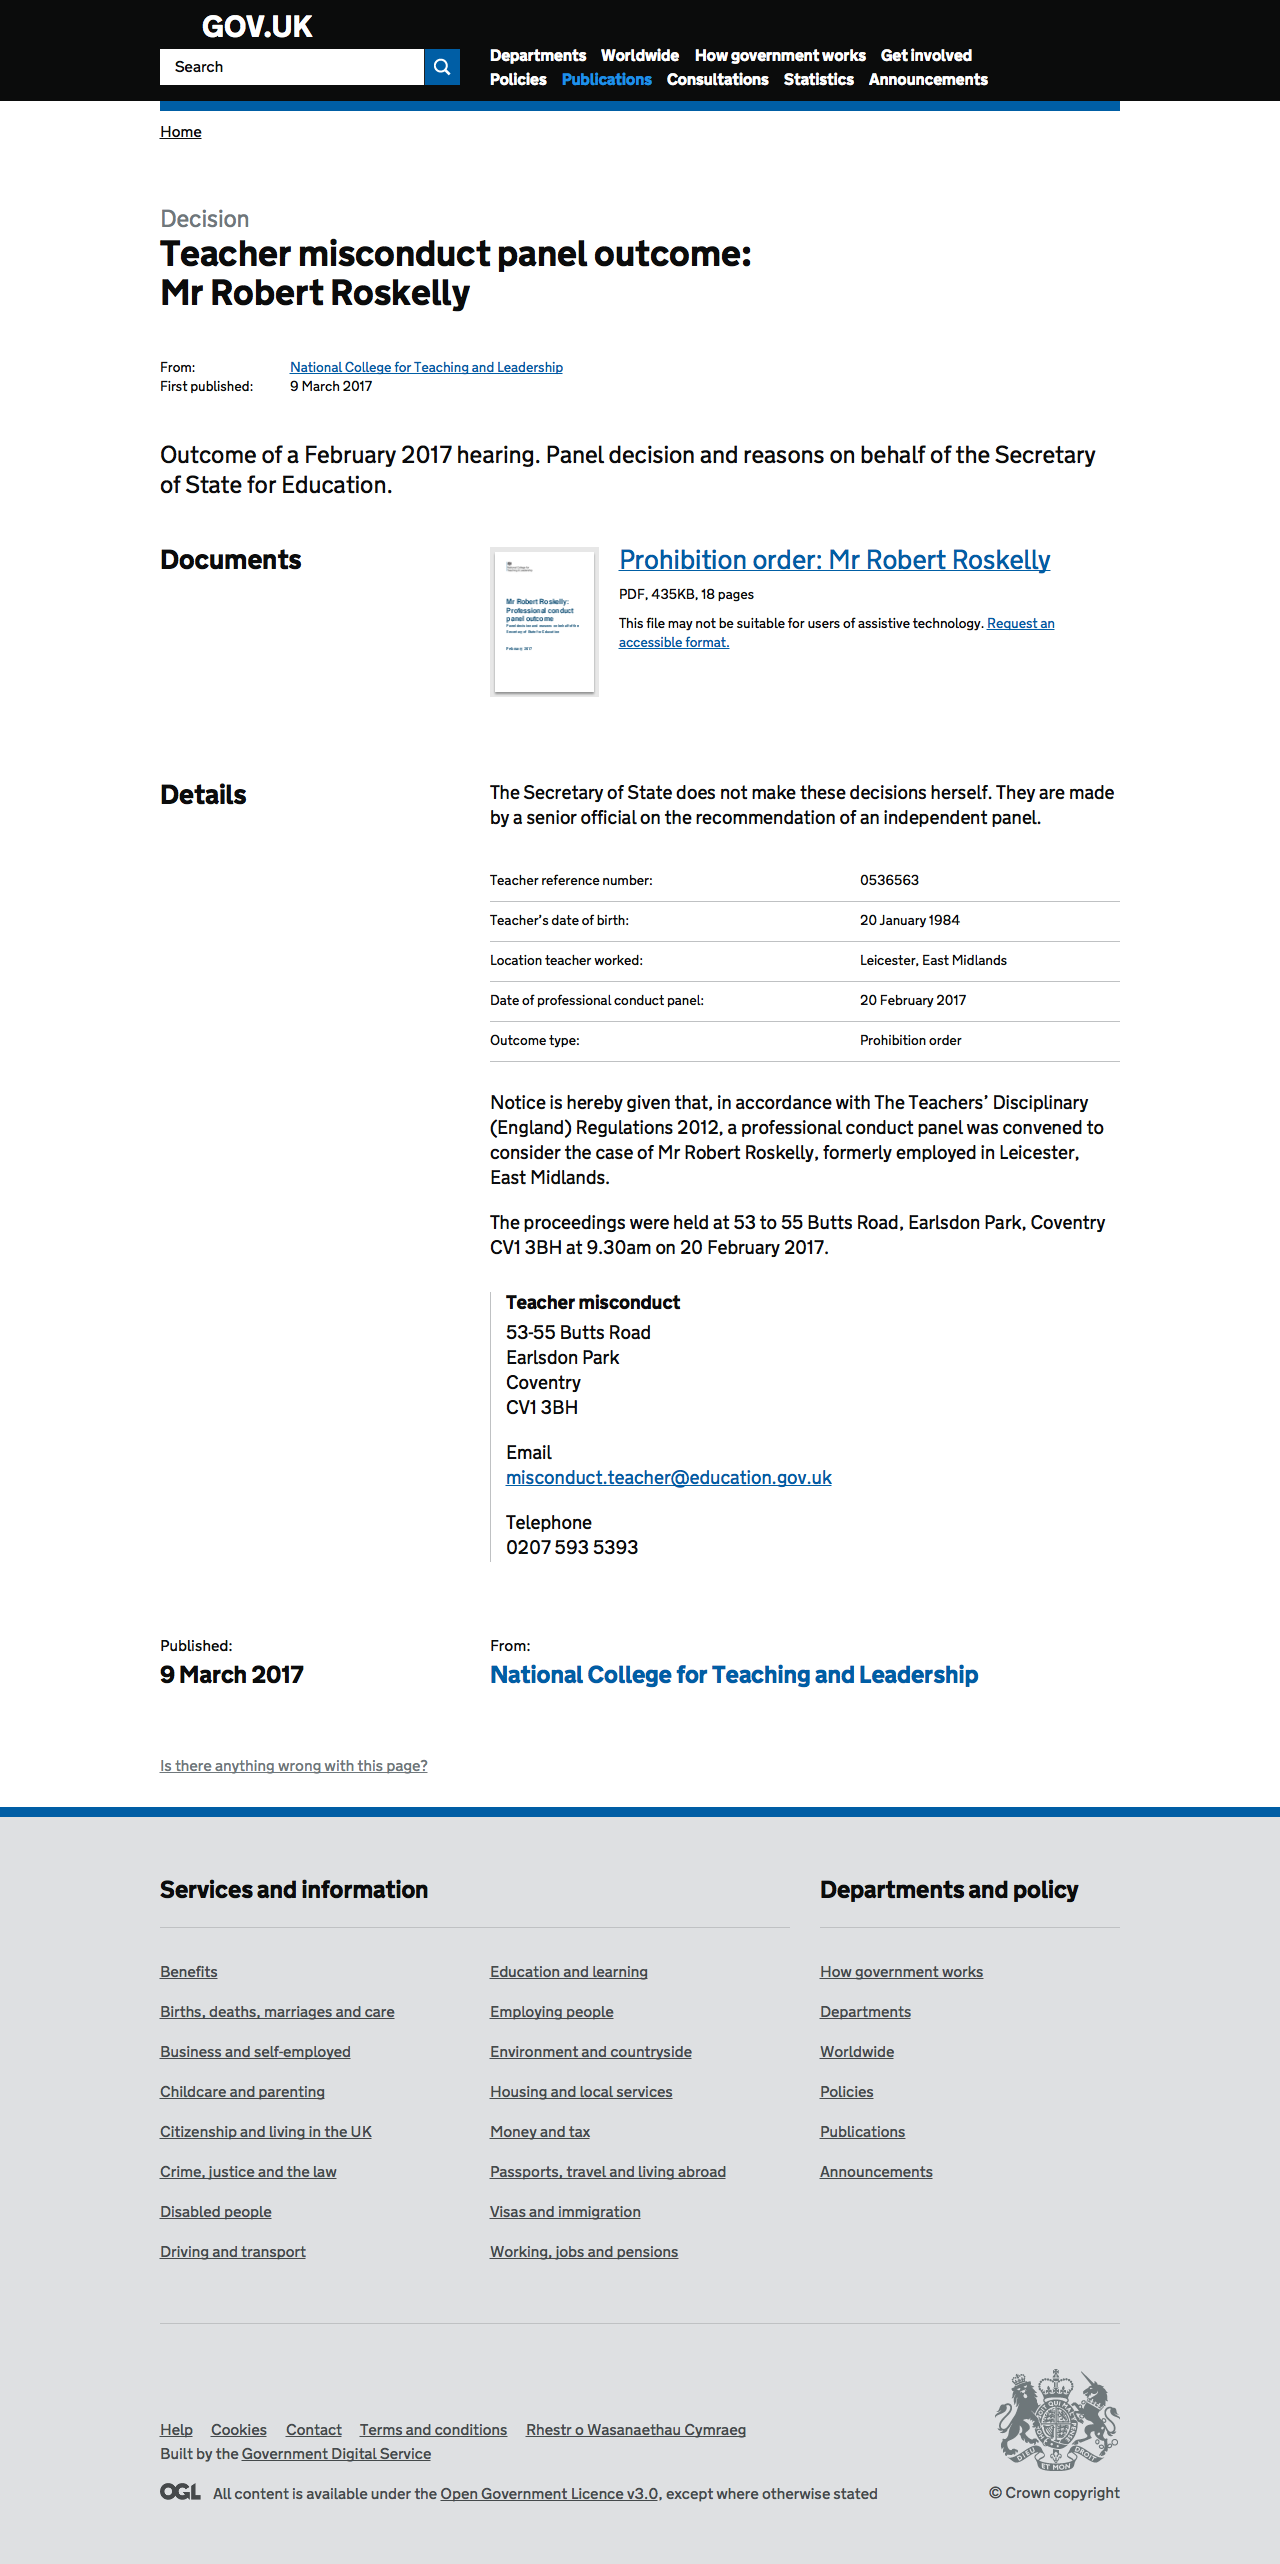 GOV.UK
Search
Departments Worldwide How government works Get involved
Policies Publications Consultations Statistics Announcements
Home
Decision
Teacher misconduct panel outcome:
Mr Robert Roskelly
From: National College for Teaching and Leadership
First published: 9 March 2017
Outcome of a February 2017 hearing. Panel decision and reasons on behalf of the Secretary
of State for Education.
Documents
Mr Robert Roskelly:
Professional conduct
panel outcome
Panel decision and reasons on behalf of the
Secretary of State for Education
February 2017
Prohibition order: Mr Robert Roskelly
PDF, 435KB, 18 pages
This file may not be suitable for users of assistive technology. Request an
accessible format.
Details
The Secretary of State does not make these decisions herself. They are made
by a senior official on the recommendation of an independent panel.
Teacher reference number: 0536563
Teacher’s date of birth: 20 January 1984
Location teacher worked: Leicester, East Midlands
Date of professional conduct panel: 20 February 2017
Outcome type: Prohibition order
Notice is hereby given that, in accordance with The Teachers’ Disciplinary
(England) Regulations 2012, a professional conduct panel was convened to
consider the case of Mr Robert Roskelly, formerly employed in Leicester,
East Midlands.
The proceedings were held at 53 to 55 Butts Road, Earlsdon Park, Coventry
CV1 3BH at 9.30am on 20 February 2017.
Teacher misconduct
53-55 Butts Road
Earlsdon Park
Coventry
CV1 3BH
Email
misconduct.teacher@education.gov.uk
Telephone
0207 593 5393
Published: From:
9 March 2017 National College for Teaching and Leadership
Is there anything wrong with this page?
Services and information Departments and policy
Benefits Education and learning How government works
Births, deaths, marriages and care Employing people Departments
Business and self-employed Environment and countryside Worldwide
Childcare and parenting Housing and local services Policies
Citizenship and living in the UK Money and tax Publications
Crime, justice and the law Passports, travel and living abroad Announcements
Disabled people Visas and immigration
Driving and transport Working, jobs and pensions
Help Cookies Contact Terms and conditions Rhestr o Wasanaethau Cymraeg
Built by the Government Digital Service
OGL All content is available under the Open Government Licence v3.0, except where otherwise stated
© Crown copyright